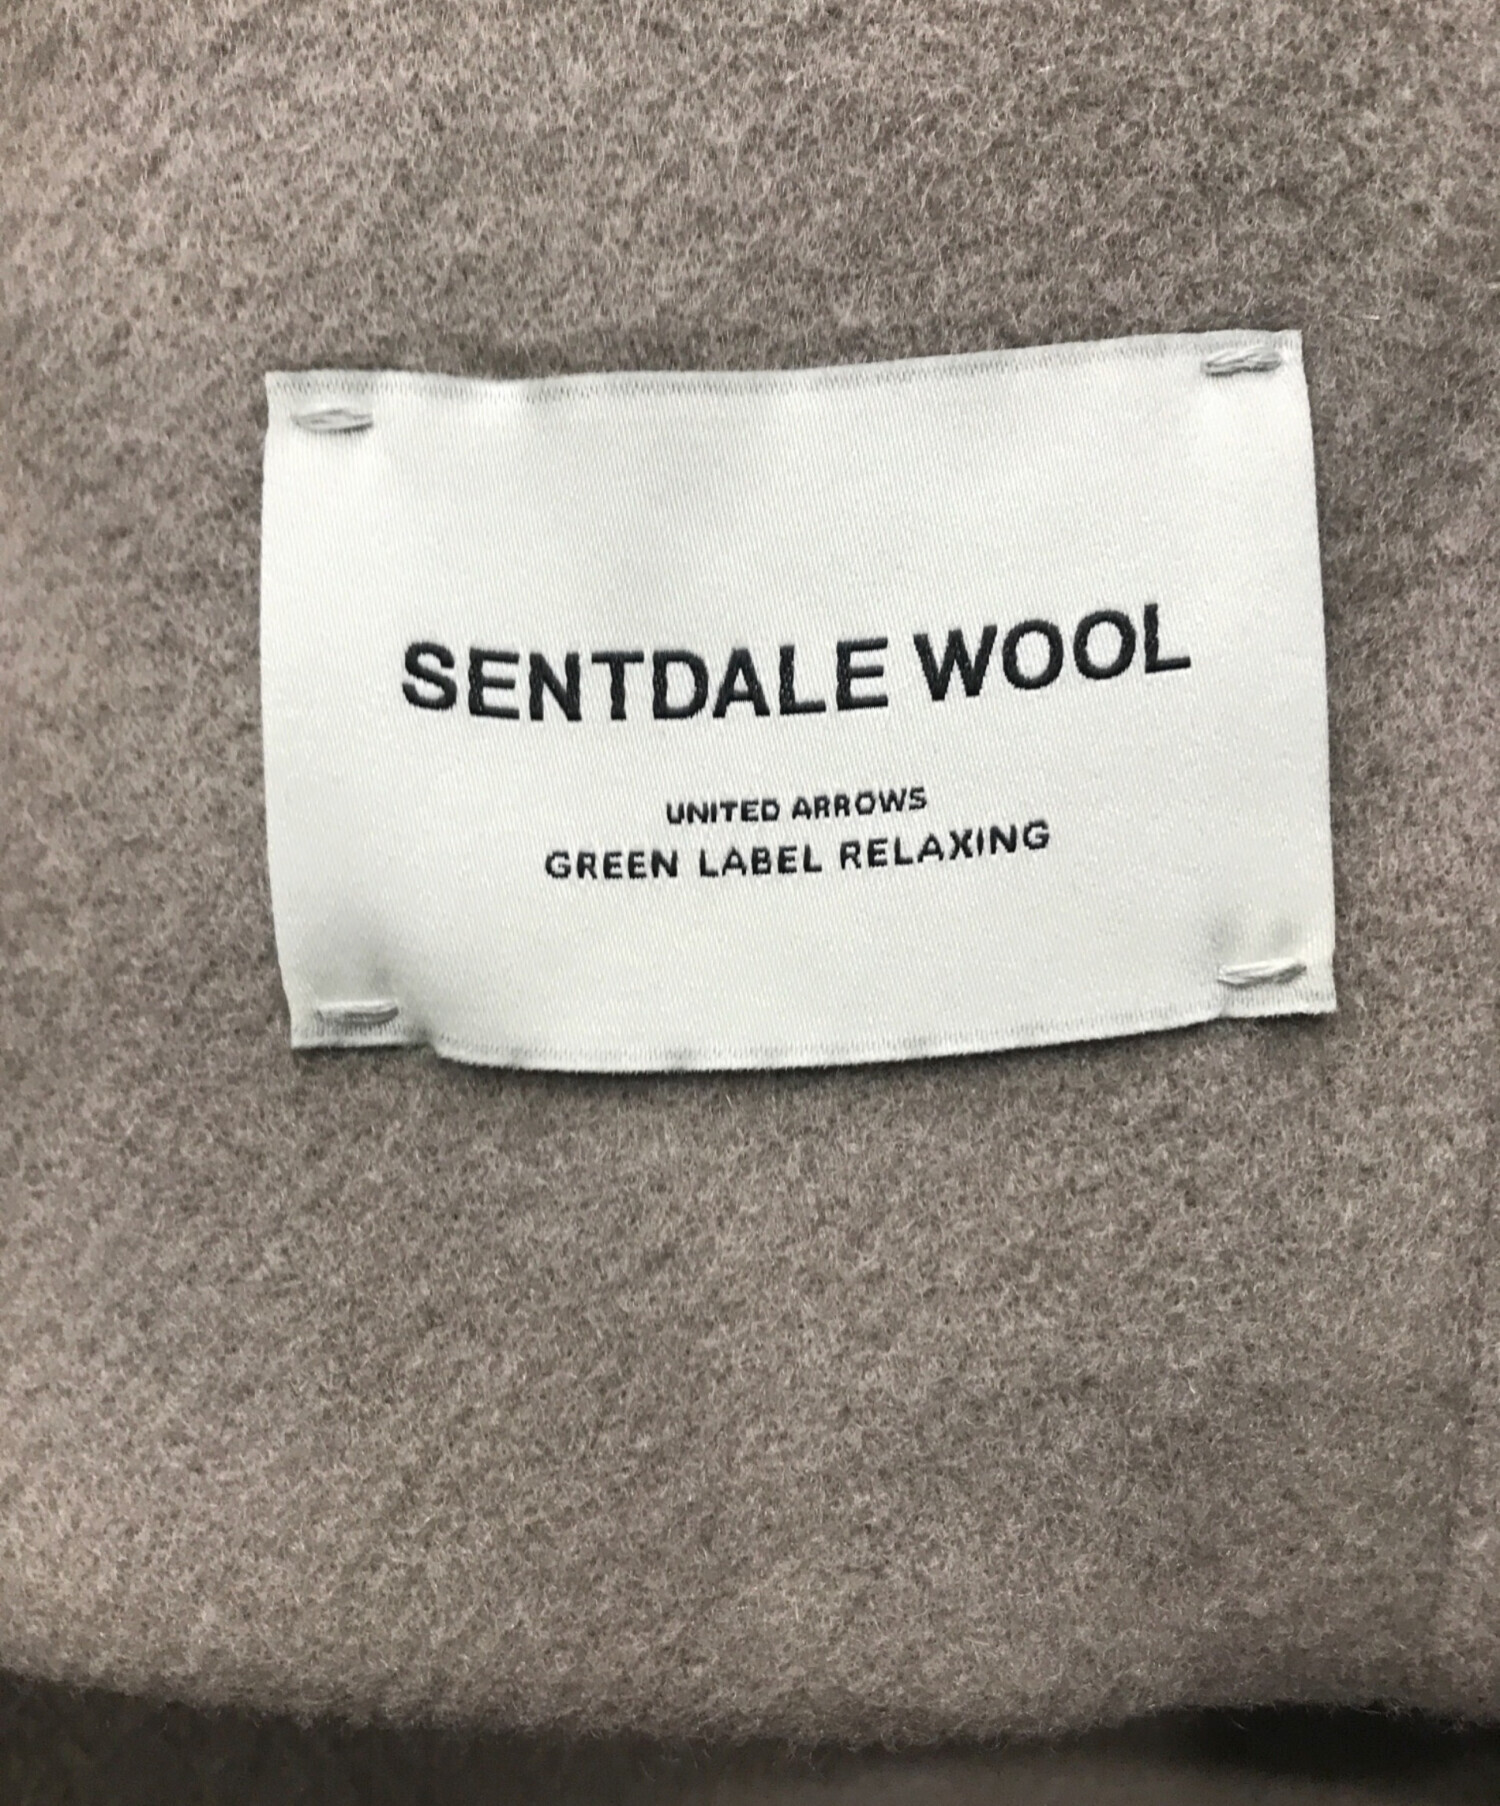 SENTDALE WOOL
UNITED ARROWS
GREEN LABEL RELAXING